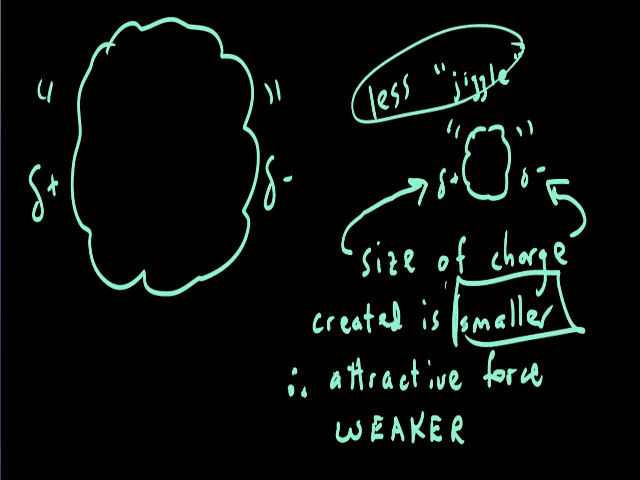 δ+ δ-
less "jiggle"
δ+ δ-
size of charge
created is smaller
∴ attractive force
WEAKER